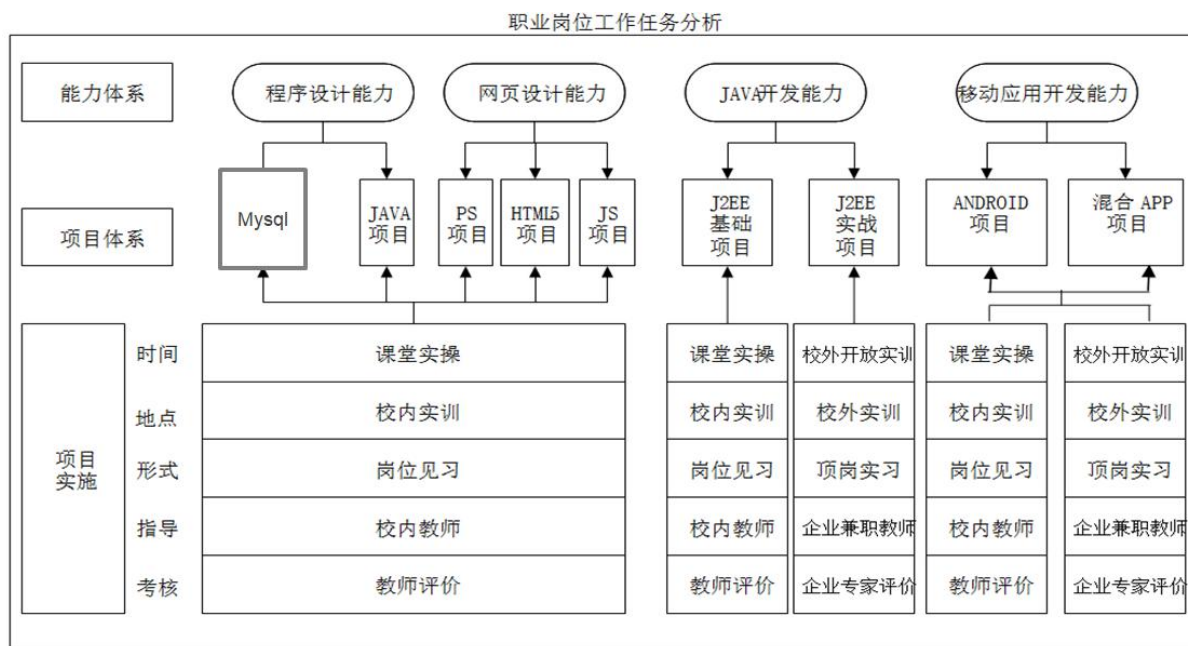 职业岗位工作任务分析
能力体系
程序设计能力
网页设计能力
JAVA开发能力
移动应用开发能力
项目体系
Mysql
JAVA
项目
PS
项目
HTML5
项目
JS
项目
J2EE
基础
项目
J2EE
实战
项目
ANDROID
项目
混合 APP
项目
项目
实施
时间
课堂实操
课堂实操
校外开放实训
课堂实操
校外开放实训
地点
校内实训
校内实训
校外实训
校内实训
校外实训
形式
岗位见习
岗位见习
顶岗实习
岗位见习
顶岗实习
指导
校内教师
校内教师
企业兼职教师
校内教师
企业兼职教师
考核
教师评价
教师评价
企业专家评价
教师评价
企业专家评价